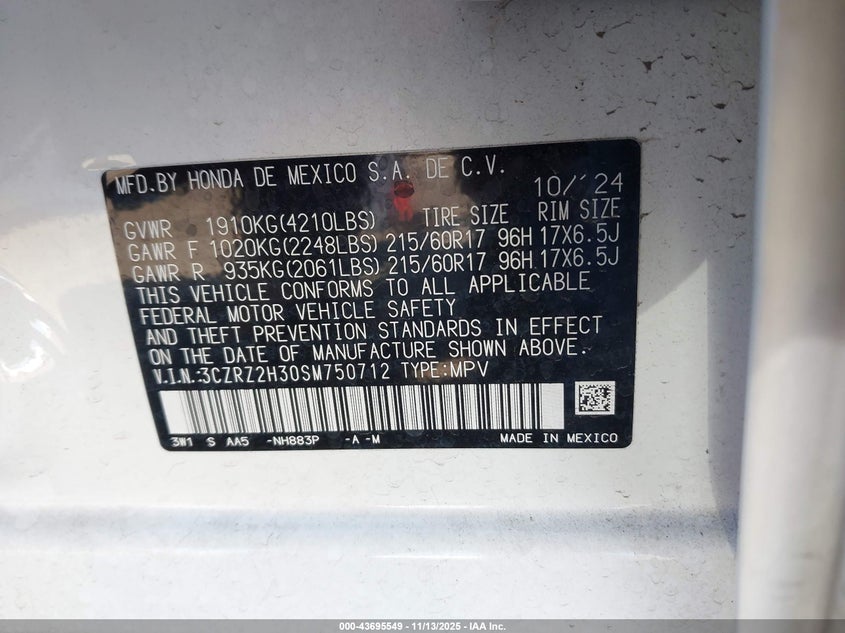 MFD.BY HONDA DE MEXICO S.A. DE C.V. 10/'24
GVWR 1910KG(4210LBS) TIRE SIZE RIM SIZE
GAWR F 1020KG(2248LBS) 215/60R17 96H 17X6.5J
GAWR R 935KG(2061LBS) 215/60R17 96H 17X6.5J
THIS VEHICLE CONFORMS TO ALL APPLICABLE
FEDERAL MOTOR VEHICLE SAFETY
AND THEFT PREVENTION STANDARDS IN EFFECT
ON THE DATE OF MANUFACTURE SHOWN ABOVE.
V.I.N.:3CZRZ2H30SM750712 TYPE:MPV
3W1 S AA5 -NH883P -A -M MADE IN MEXICO
000-43695549 - 11/13/2025 - IAA Inc.